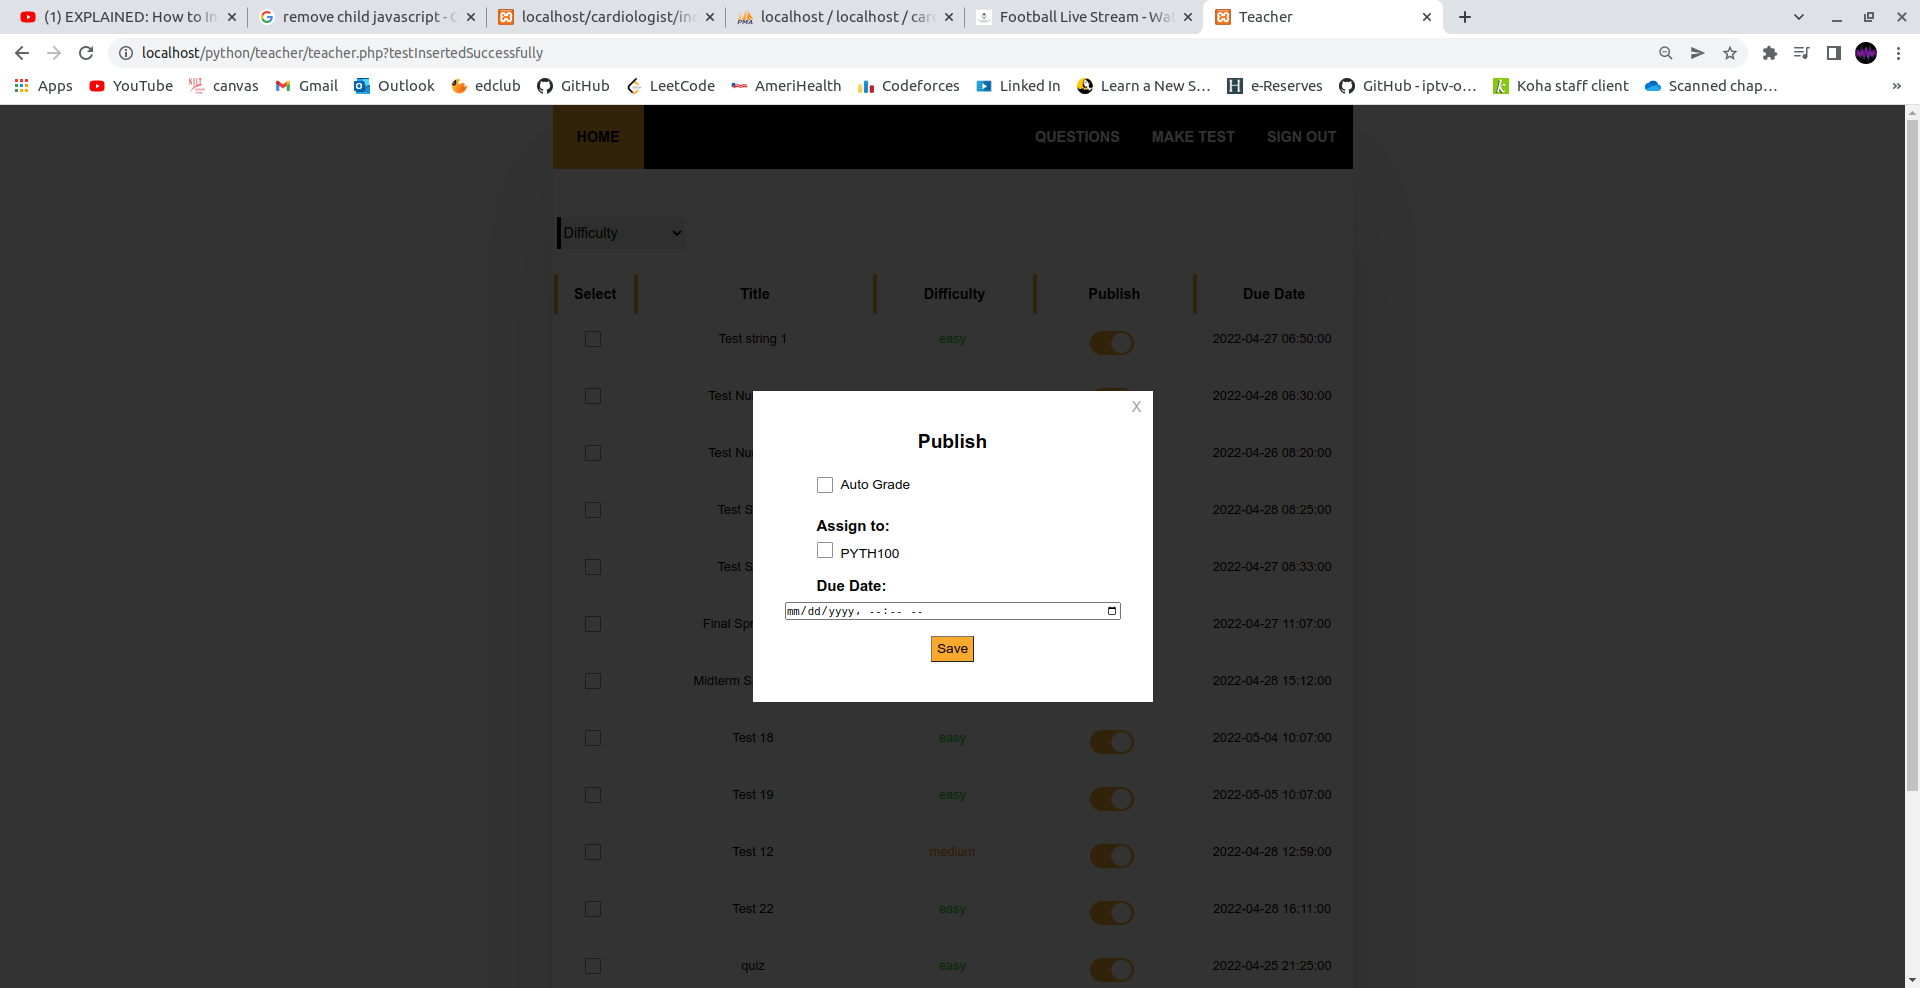 (1) EXPLAINED: How to In
remove child javascript -
localhost/cardiologist/in
localhost / localhost / car
Football Live Stream - Wa
Teacher
localhost/python/teacher/teacher.php?testInsertedSuccessfully
Apps YouTube canvas Gmail Outlook edclub GitHub LeetCode AmeriHealth Codeforces Linked In Learn a New S... e-Reserves GitHub - iptv-o... Koha staff client Scanned chap... »
HOME QUESTIONS MAKE TEST SIGN OUT
Difficulty
Select Title Difficulty Publish Due Date
Test string 1 easy 2022-04-27 06:50:00
Test Nu 2022-04-28 06:30:00
Test Nu 2022-04-26 08:20:00
Test S 2022-04-28 08:25:00
Test S 2022-04-27 08:33:00
Final Spr 2022-04-27 11:07:00
Midterm S 2022-04-28 15:12:00
Test 18 easy 2022-05-04 10:07:00
Test 19 easy 2022-05-05 10:07:00
Test 12 medium 2022-04-28 12:59:00
Test 22 easy 2022-04-28 16:11:00
quiz easy 2022-04-25 21:25:00
X
Publish
Auto Grade
Assign to:
PYTH100
Due Date:
mm/dd/yyyy, --:-- --
Save